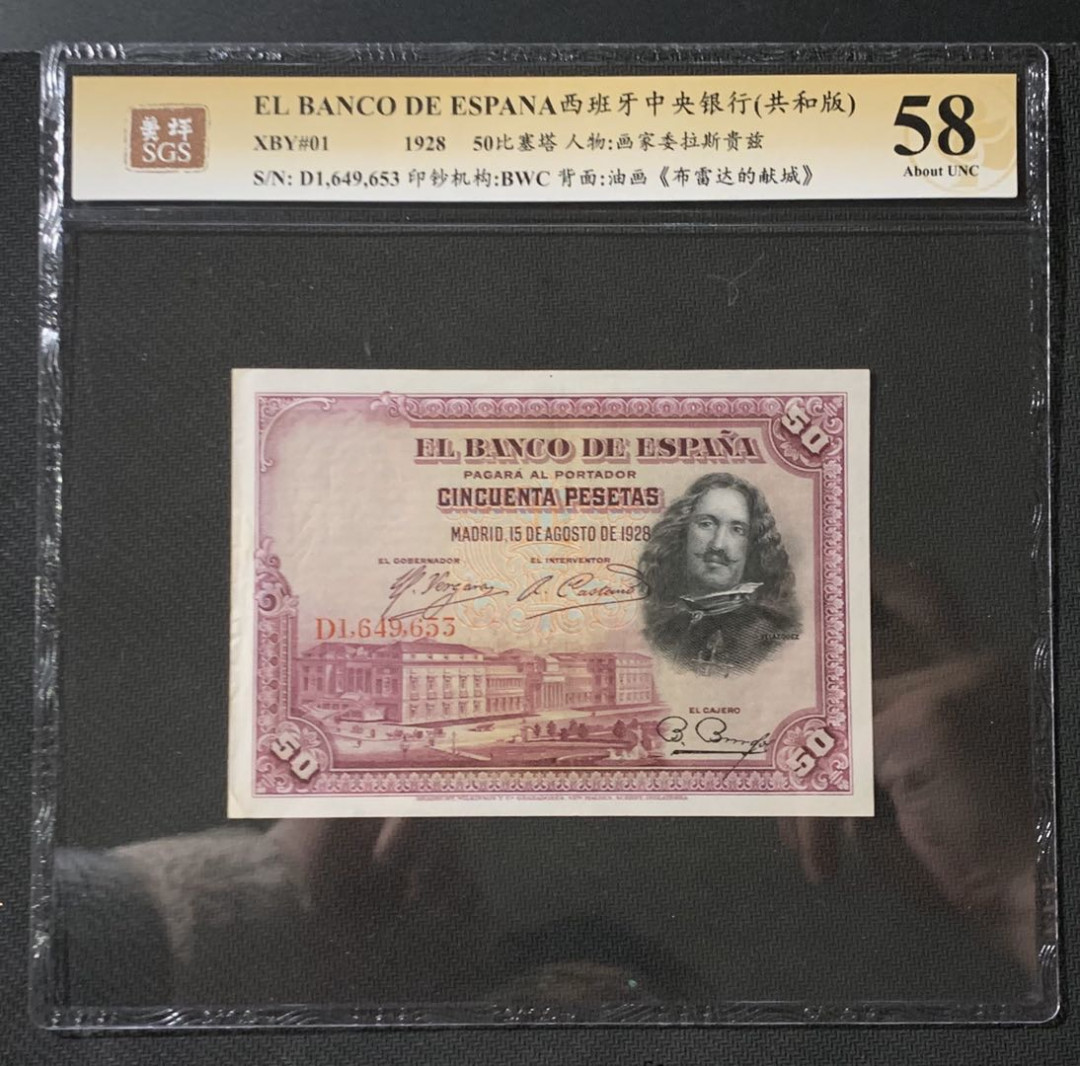 美评
SGS
EL BANCO DE ESPANA西班牙中央银行(共和版)
XBY#01 1928 50比塞塔 人物:画家委拉斯贵兹
S/N: D1,649,653 印钞机构:BWC 背面:油画《布雷达的献城》
58
About UNC
50
EL BANCO DE ESPAÑA
PAGARÁ AL PORTADOR
CINCUENTA PESETAS
MADRID, 15 DE AGOSTO DE 1928
EL GOBERNADOR EL INTERVENTOR
D1,649,653
VELAZQUEZ
EL CAJERO
50
50